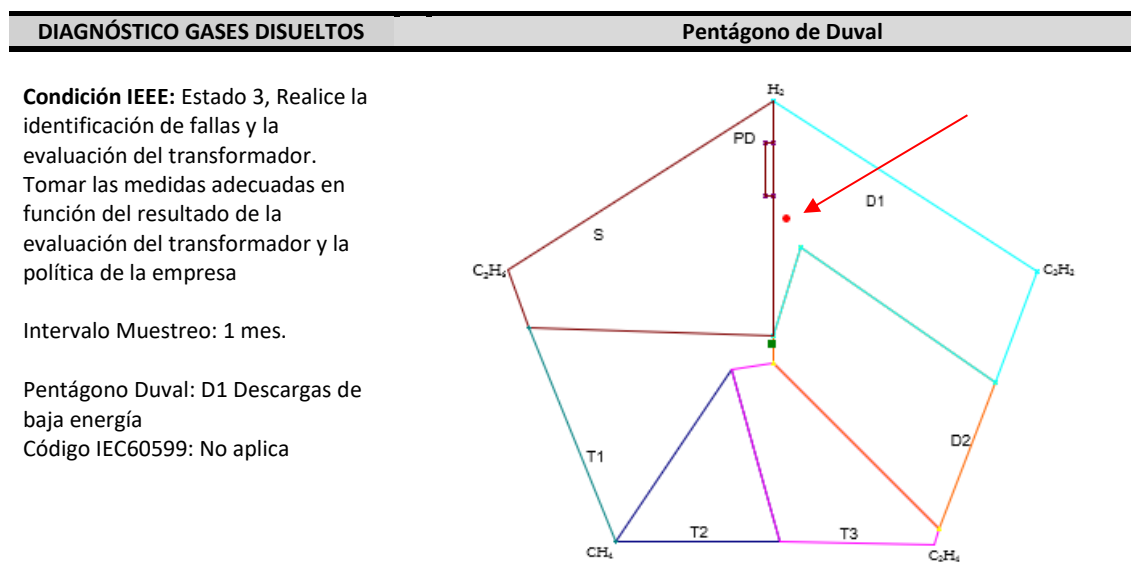 DIAGNÓSTICO GASES DISUELTOS
Pentágono de Duval
Condición IEEE: Estado 3, Realice la
identificación de fallas y la
evaluación del transformador.
Tomar las medidas adecuadas en
función del resultado de la
evaluación del transformador y la
política de la empresa
Intervalo Muestreo: 1 mes.
Pentágono Duval: D1 Descargas de
baja energía
Código IEC60599: No aplica
H₂
PD
D1
S
C₂H₆
C₂H₂
D2
T1
T2
T3
CH₄
C₂H₄